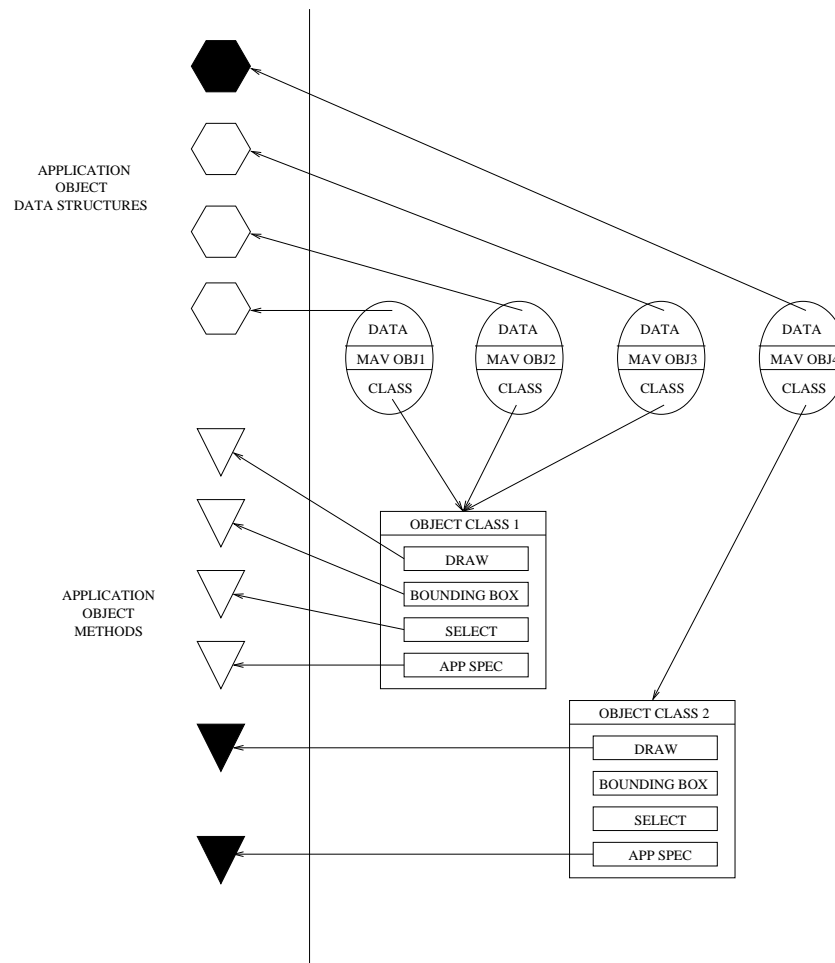 APPLICATION
OBJECT
DATA STRUCTURES
DATA
MAV OBJ1
CLASS
DATA
MAV OBJ2
CLASS
DATA
MAV OBJ3
CLASS
DATA
MAV OBJ4
CLASS
APPLICATION
OBJECT
METHODS
OBJECT CLASS 1
DRAW
BOUNDING BOX
SELECT
APP SPEC
OBJECT CLASS 2
DRAW
BOUNDING BOX
SELECT
APP SPEC